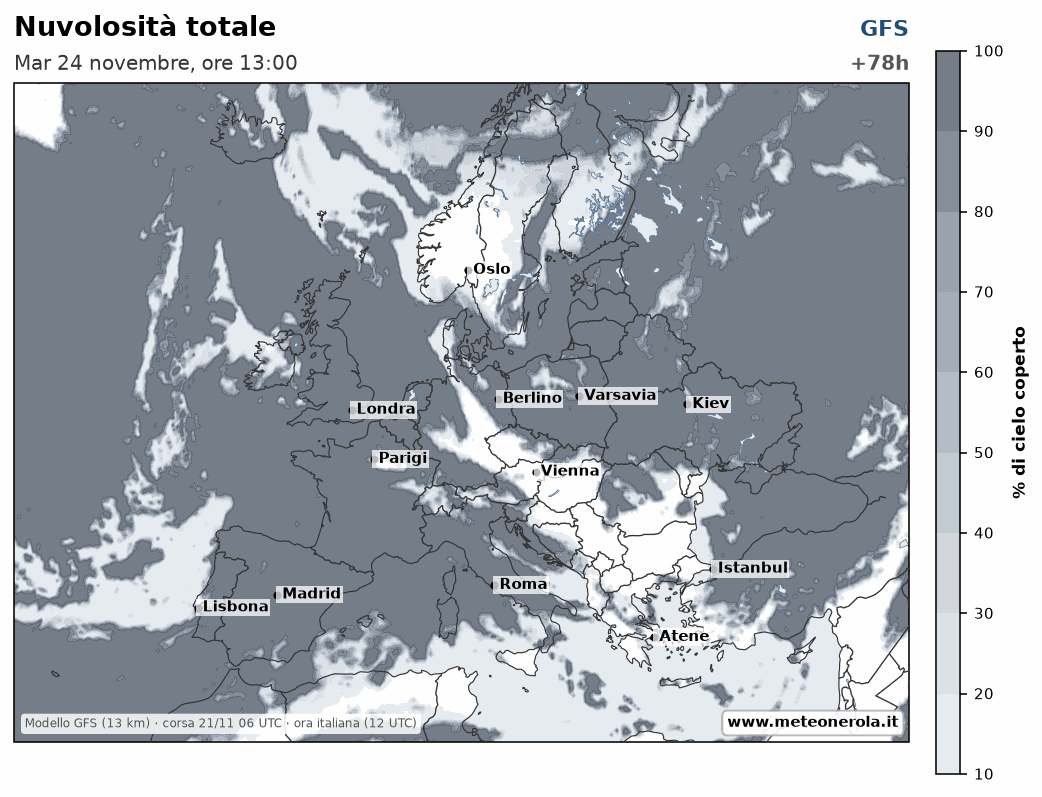 Nuvolosità totale
GFS
Mar 24 novembre, ore 13:00
+78h
100
90
80
70
60
50
40
30
20
10
% di cielo coperto
Oslo
Berlino
Varsavia
Kiev
Londra
Parigi
Vienna
Istanbul
Roma
Madrid
Lisbona
Atene
Modello GFS (13 km) · corsa 21/11 06 UTC · ora italiana (12 UTC)
www.meteonerola.it